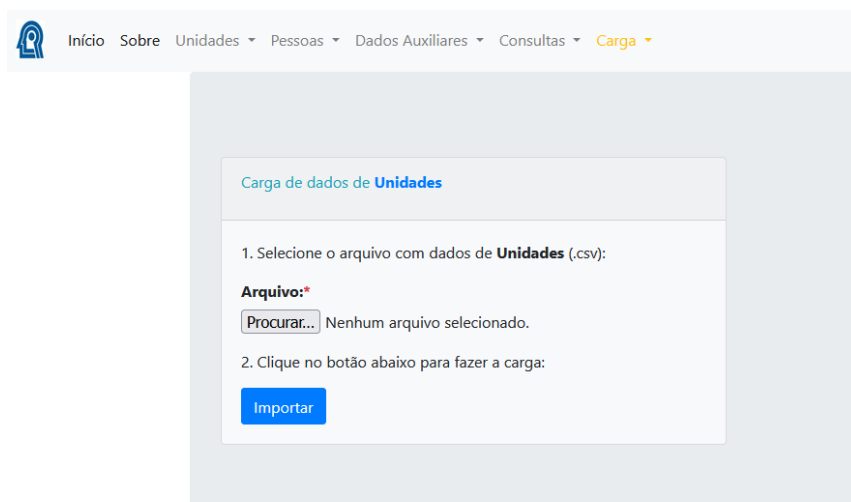 Início Sobre Unidades Pessoas Dados Auxiliares Consultas Carga
Carga de dados de Unidades
1. Selecione o arquivo com dados de Unidades (.csv):
Arquivo:*
Procurar... Nenhum arquivo selecionado.
2. Clique no botão abaixo para fazer a carga:
Importar